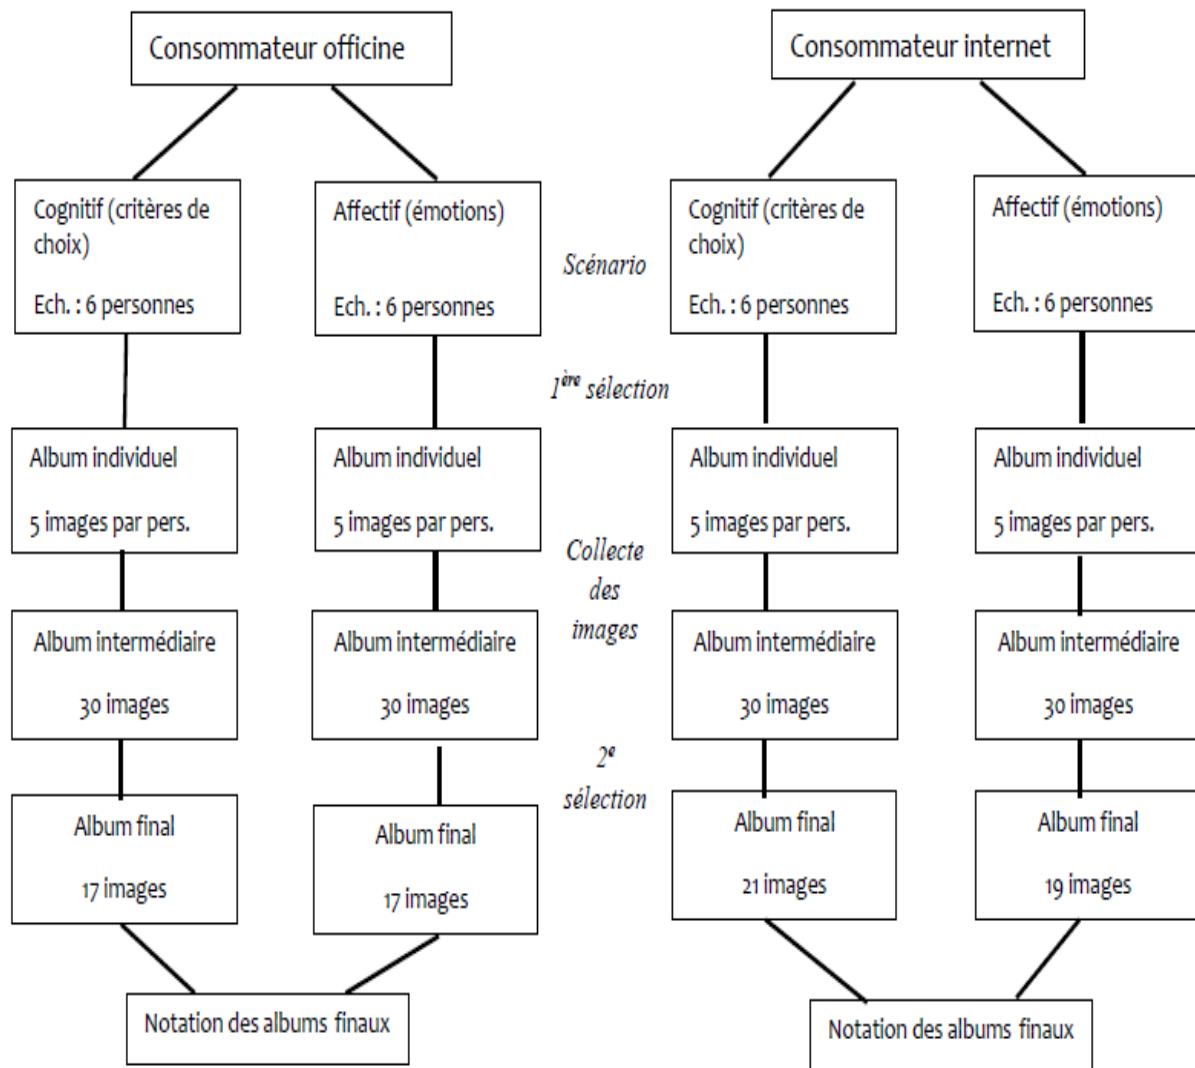 Consommateur officine
Consommateur internet
Cognitif (critères de
choix)
Ech. : 6 personnes
Affectif (émotions)
Ech. : 6 personnes
Scénario
Cognitif (critères de
choix)
Ech. : 6 personnes
Affectif (émotions)
Ech. : 6 personnes
1ère sélection
Album individuel
5 images par pers.
Album individuel
5 images par pers.
Album individuel
5 images par pers.
Album individuel
5 images par pers.
Collecte
des
images
Album intermédiaire
30 images
Album intermédiaire
30 images
Album intermédiaire
30 images
Album intermédiaire
30 images
2e
sélection
Album final
17 images
Album final
17 images
Album final
21 images
Album final
19 images
Notation des albums finaux
Notation des albums finaux